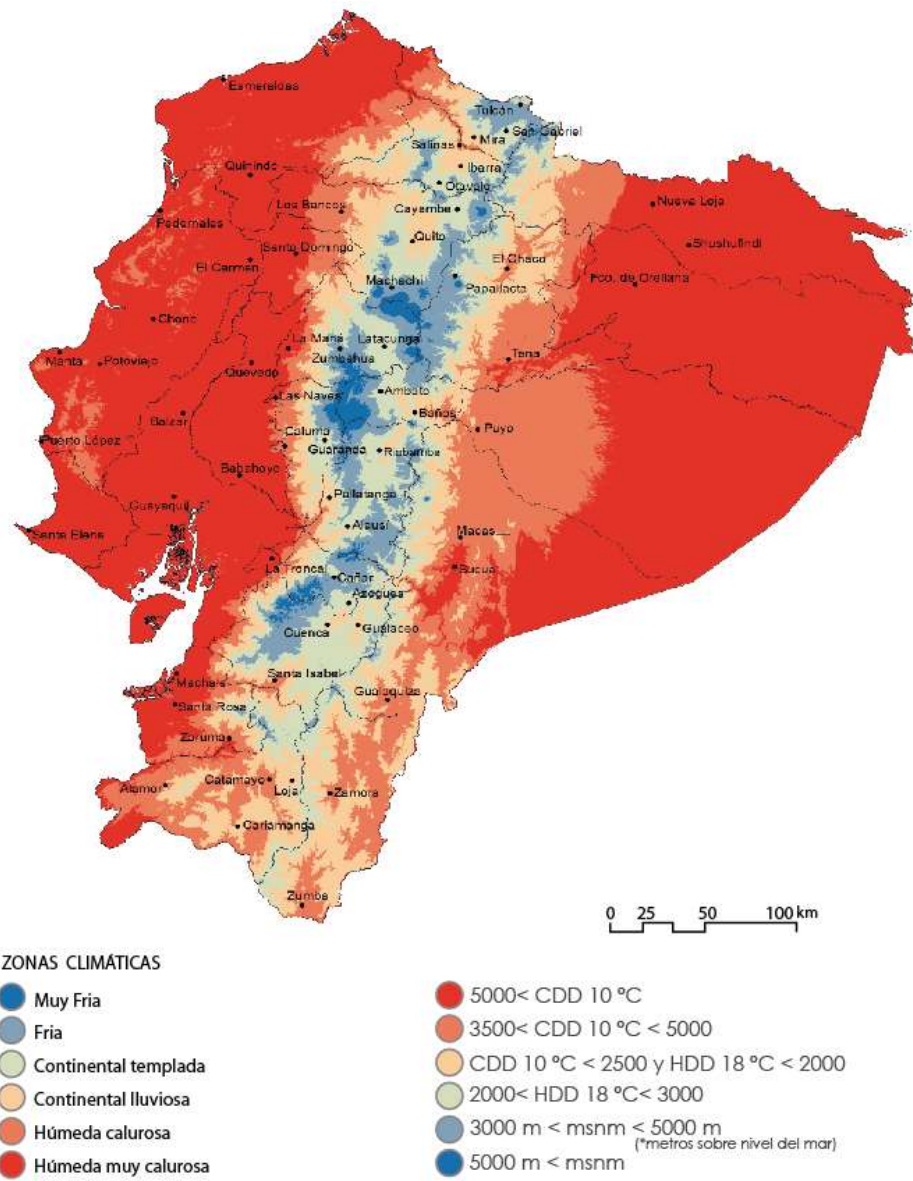 Esmeraldas
Tulcán
San Gabriel
Mira
Salinas
Ibarra
Quininde
Otavalo
Los Bancos
Cayambe
Nueva Loja
Pedernales
Quito
Shushufindi
Santo Domingo
El Carmen
El Chaco
Machachi
Papallacta
Fco. de Orellana
Chone
La Maná
Latacunga
Zumbahua
Tena
Manta
Potoviejo
Quevedo
Ambato
Las Naves
Baños
Balzar
Puyo
Puerto López
Caluma
Guaranda
Riobamba
Babahoyo
Pallatanga
Guayaquil
Alausí
Macas
Santa Elena
La Troncal
Sucua
Cañar
Azogues
Cuenca
Gualaceo
Santa Isabel
Machala
Gualaquiza
Santa Rosa
Zaruma
Catamayo
Alamor
Loja
Zamora
Cariamanga
Zumba
0 25 50 100 km
ZONAS CLIMÁTICAS
Muy Fria
Fria
Continental templada
Continental lluviosa
Húmeda calurosa
Húmeda muy calurosa
5000< CDD 10 ºC
3500< CDD 10 ºC < 5000
CDD 10 ºC < 2500 y HDD 18 ºC < 2000
2000< HDD 18 ºC< 3000
3000 m < msnm < 5000 m
(*metros sobre nivel del mar)
5000 m < msnm